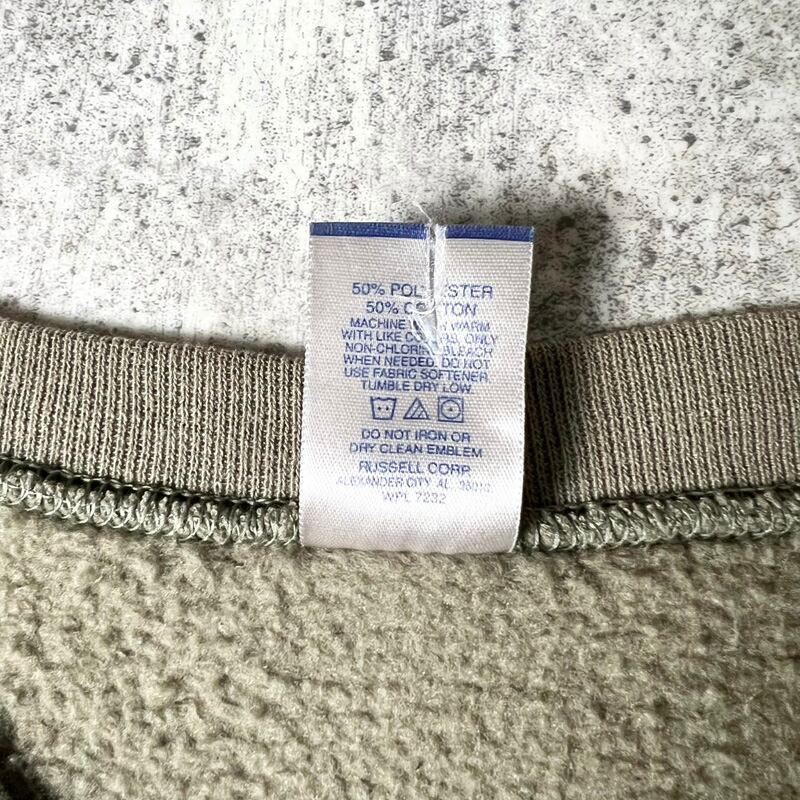 50% POLYESTER
50% COTTON
MACHINE WASH WARM
WITH LIKE COLORS, ONLY
NON-CHLORINE BLEACH
WHEN NEEDED. DO NOT
USE FABRIC SOFTENER.
TUMBLE DRY LOW.
DO NOT IRON OR
DRY CLEAN EMBLEM
RUSSELL CORP.
ALEXANDER CITY, AL. 35010
WPL 7232